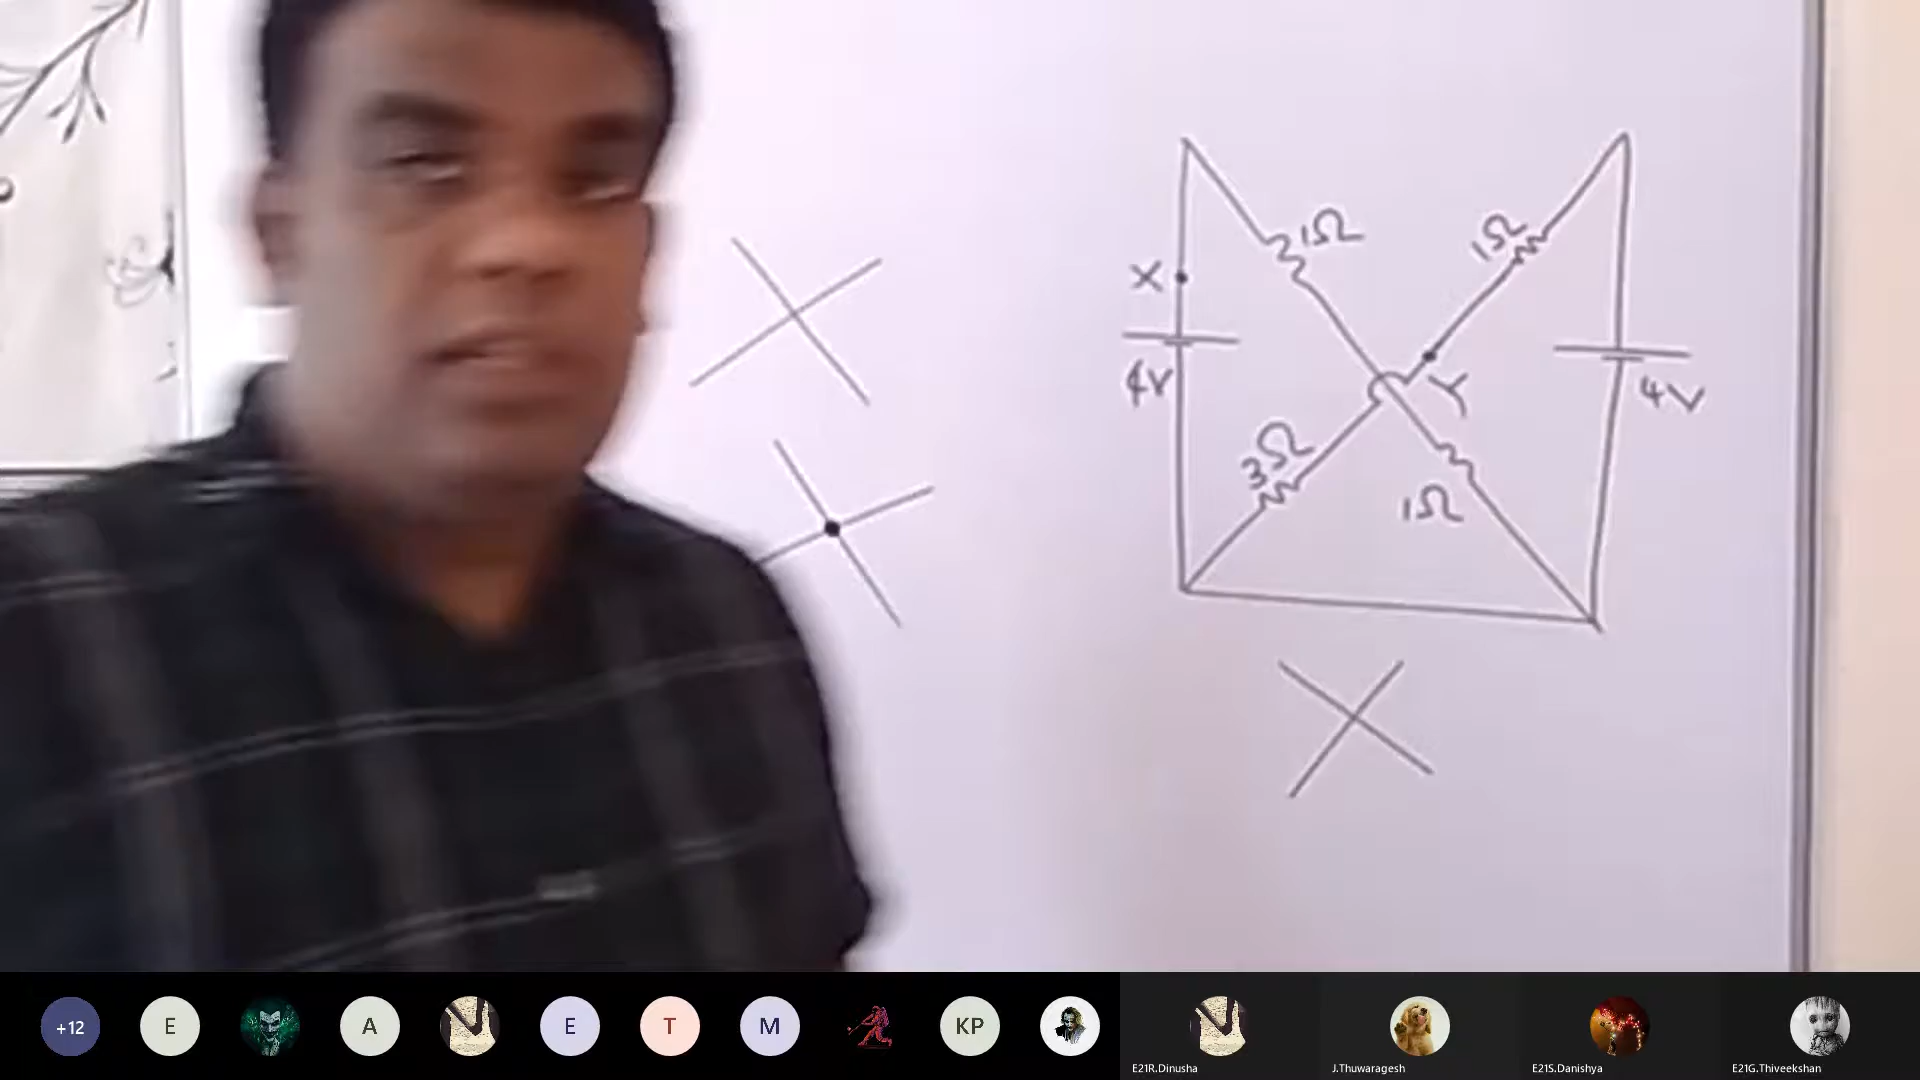 1Ω
1Ω
X
4V
Y
4V
3Ω
1Ω
+12
E
A
E
T
M
KP
E21R.Dinusha
J.Thuwaragesh
E21S.Danishya
E21G.Thiveekshan